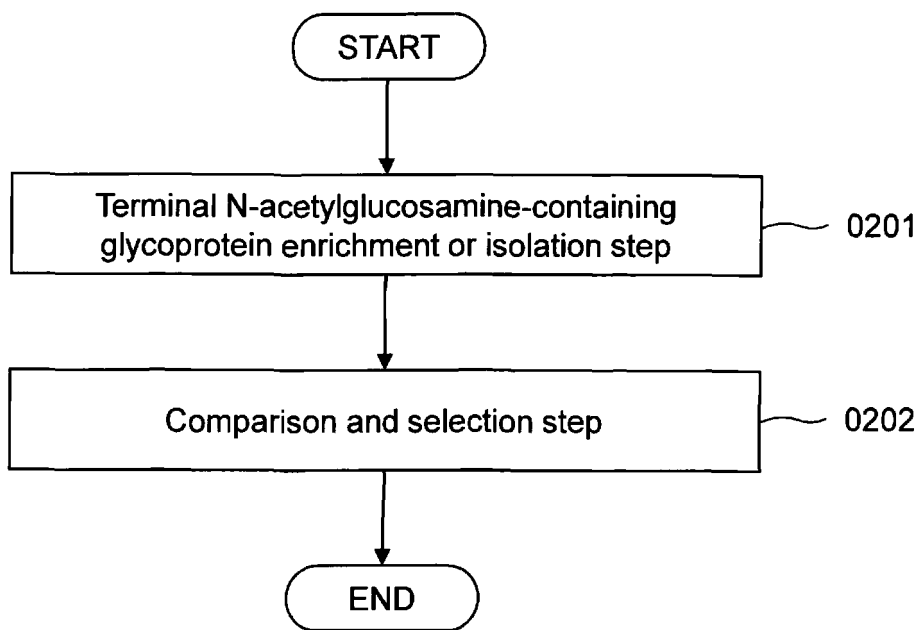 START
Terminal N-acetylglucosamine-containing
glycoprotein enrichment or isolation step
0201
Comparison and selection step
0202
END